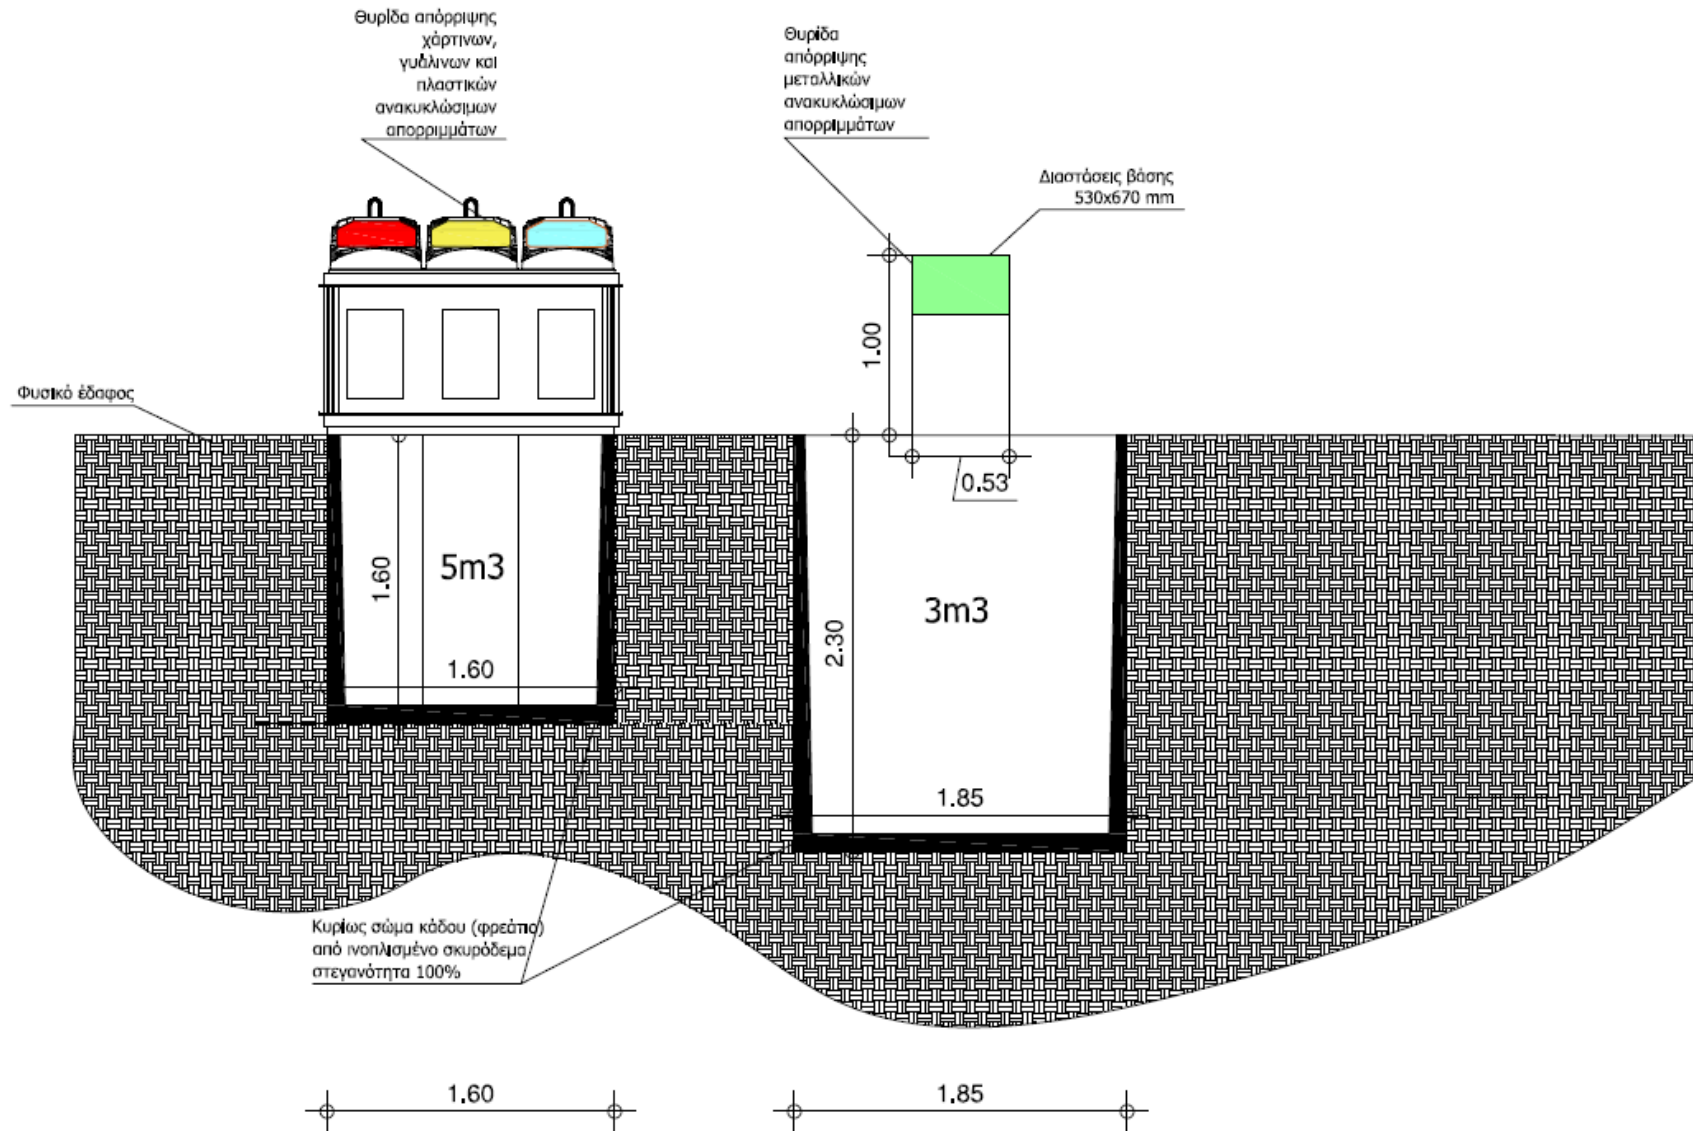 Θυρίδα απόρριψης
χάρτινων,
γυάλινων και
πλαστικών
ανακυκλώσιμων
απορριμμάτων
Θυρίδα
απόρριψης
μεταλλικών
ανακυκλώσιμων
απορριμμάτων
Διαστάσεις βάσης
530x670 mm
1.00
Φυσικό έδαφος
0.53
1.60
5m3
1.60
2.30
3m3
1.85
Κυρίως σώμα κάδου (φρεάτιο)
από ινοπλισμένο σκυρόδεμα
στεγανότητα 100%
1.60
1.85